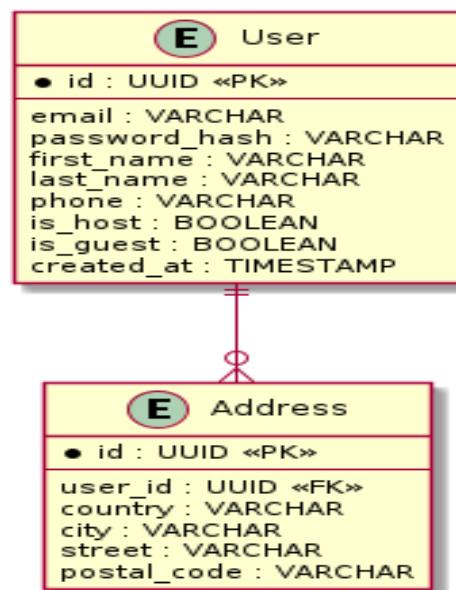 E User
● id : UUID «PK»
email : VARCHAR
password_hash : VARCHAR
first_name : VARCHAR
last_name : VARCHAR
phone : VARCHAR
is_host : BOOLEAN
is_guest : BOOLEAN
created_at : TIMESTAMP
E Address
● id : UUID «PK»
user_id : UUID «FK»
country : VARCHAR
city : VARCHAR
street : VARCHAR
postal_code : VARCHAR